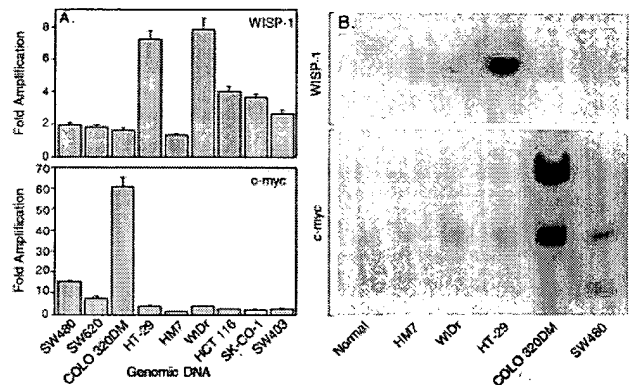 A.
WISP-1
Fold Amplification
8
6
4
2
0
c-myc
Fold Amplification
70
60
50
40
30
20
10
0
SW480
SW620
COLO 320DM
HT-29
HM7
WiDr
HCT 116
SK-CO-1
SW403
Genomic DNA
B.
WISP-1
c-myc
Normal
HM7
WiDr
HT-29
COLO 320DM
SW480